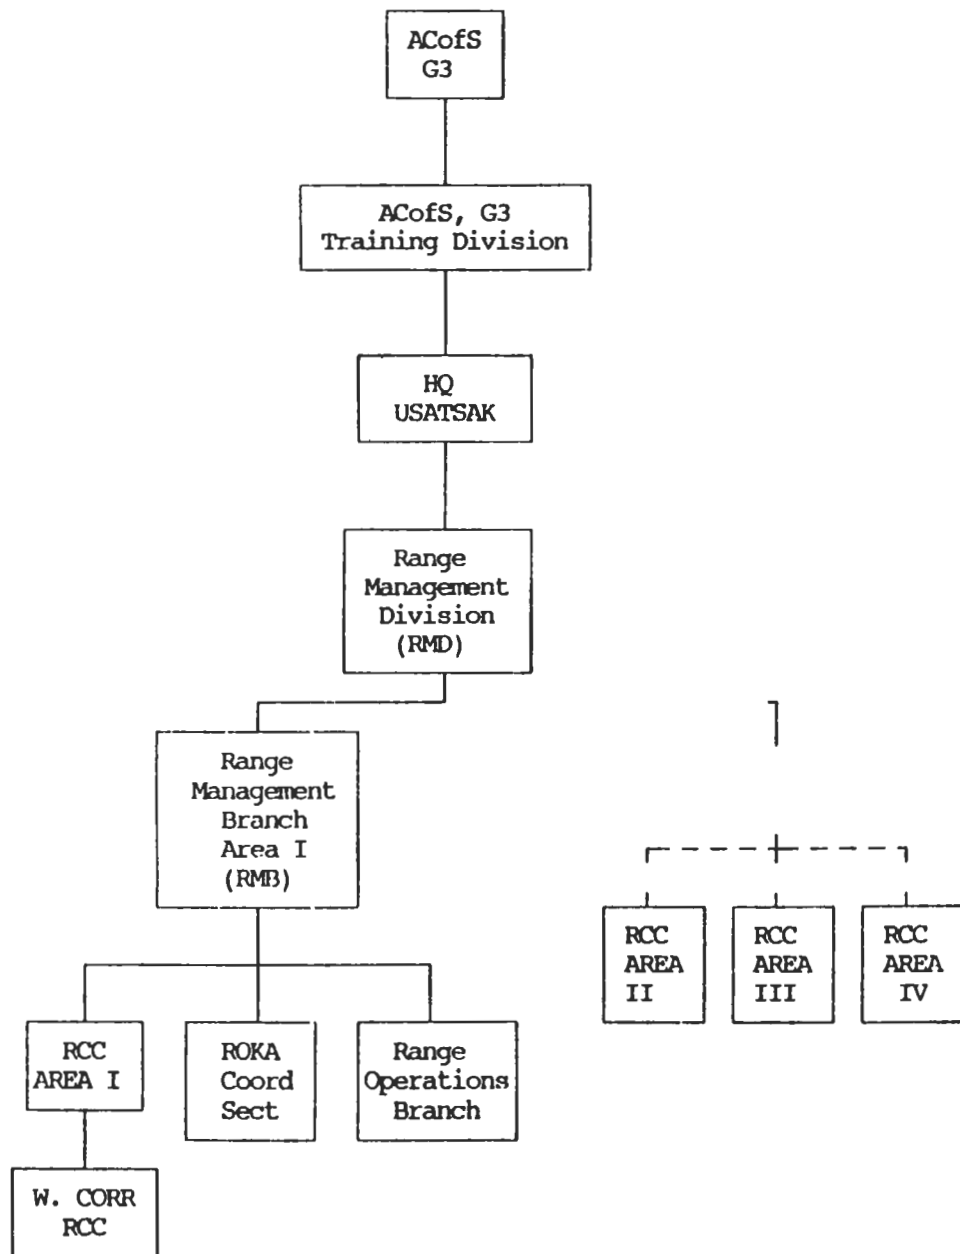 ACofS
G3
ACofS, G3
Training Division
HQ
USATSAK
Range
Management
Division
(RMD)
Range
Management
Branch
Area I
(RMB)
RCC
AREA
II
RCC
AREA
III
RCC
AREA
IV
RCC
AREA I
ROKA
Coord
Sect
Range
Operations
Branch
W. CORR
RCC